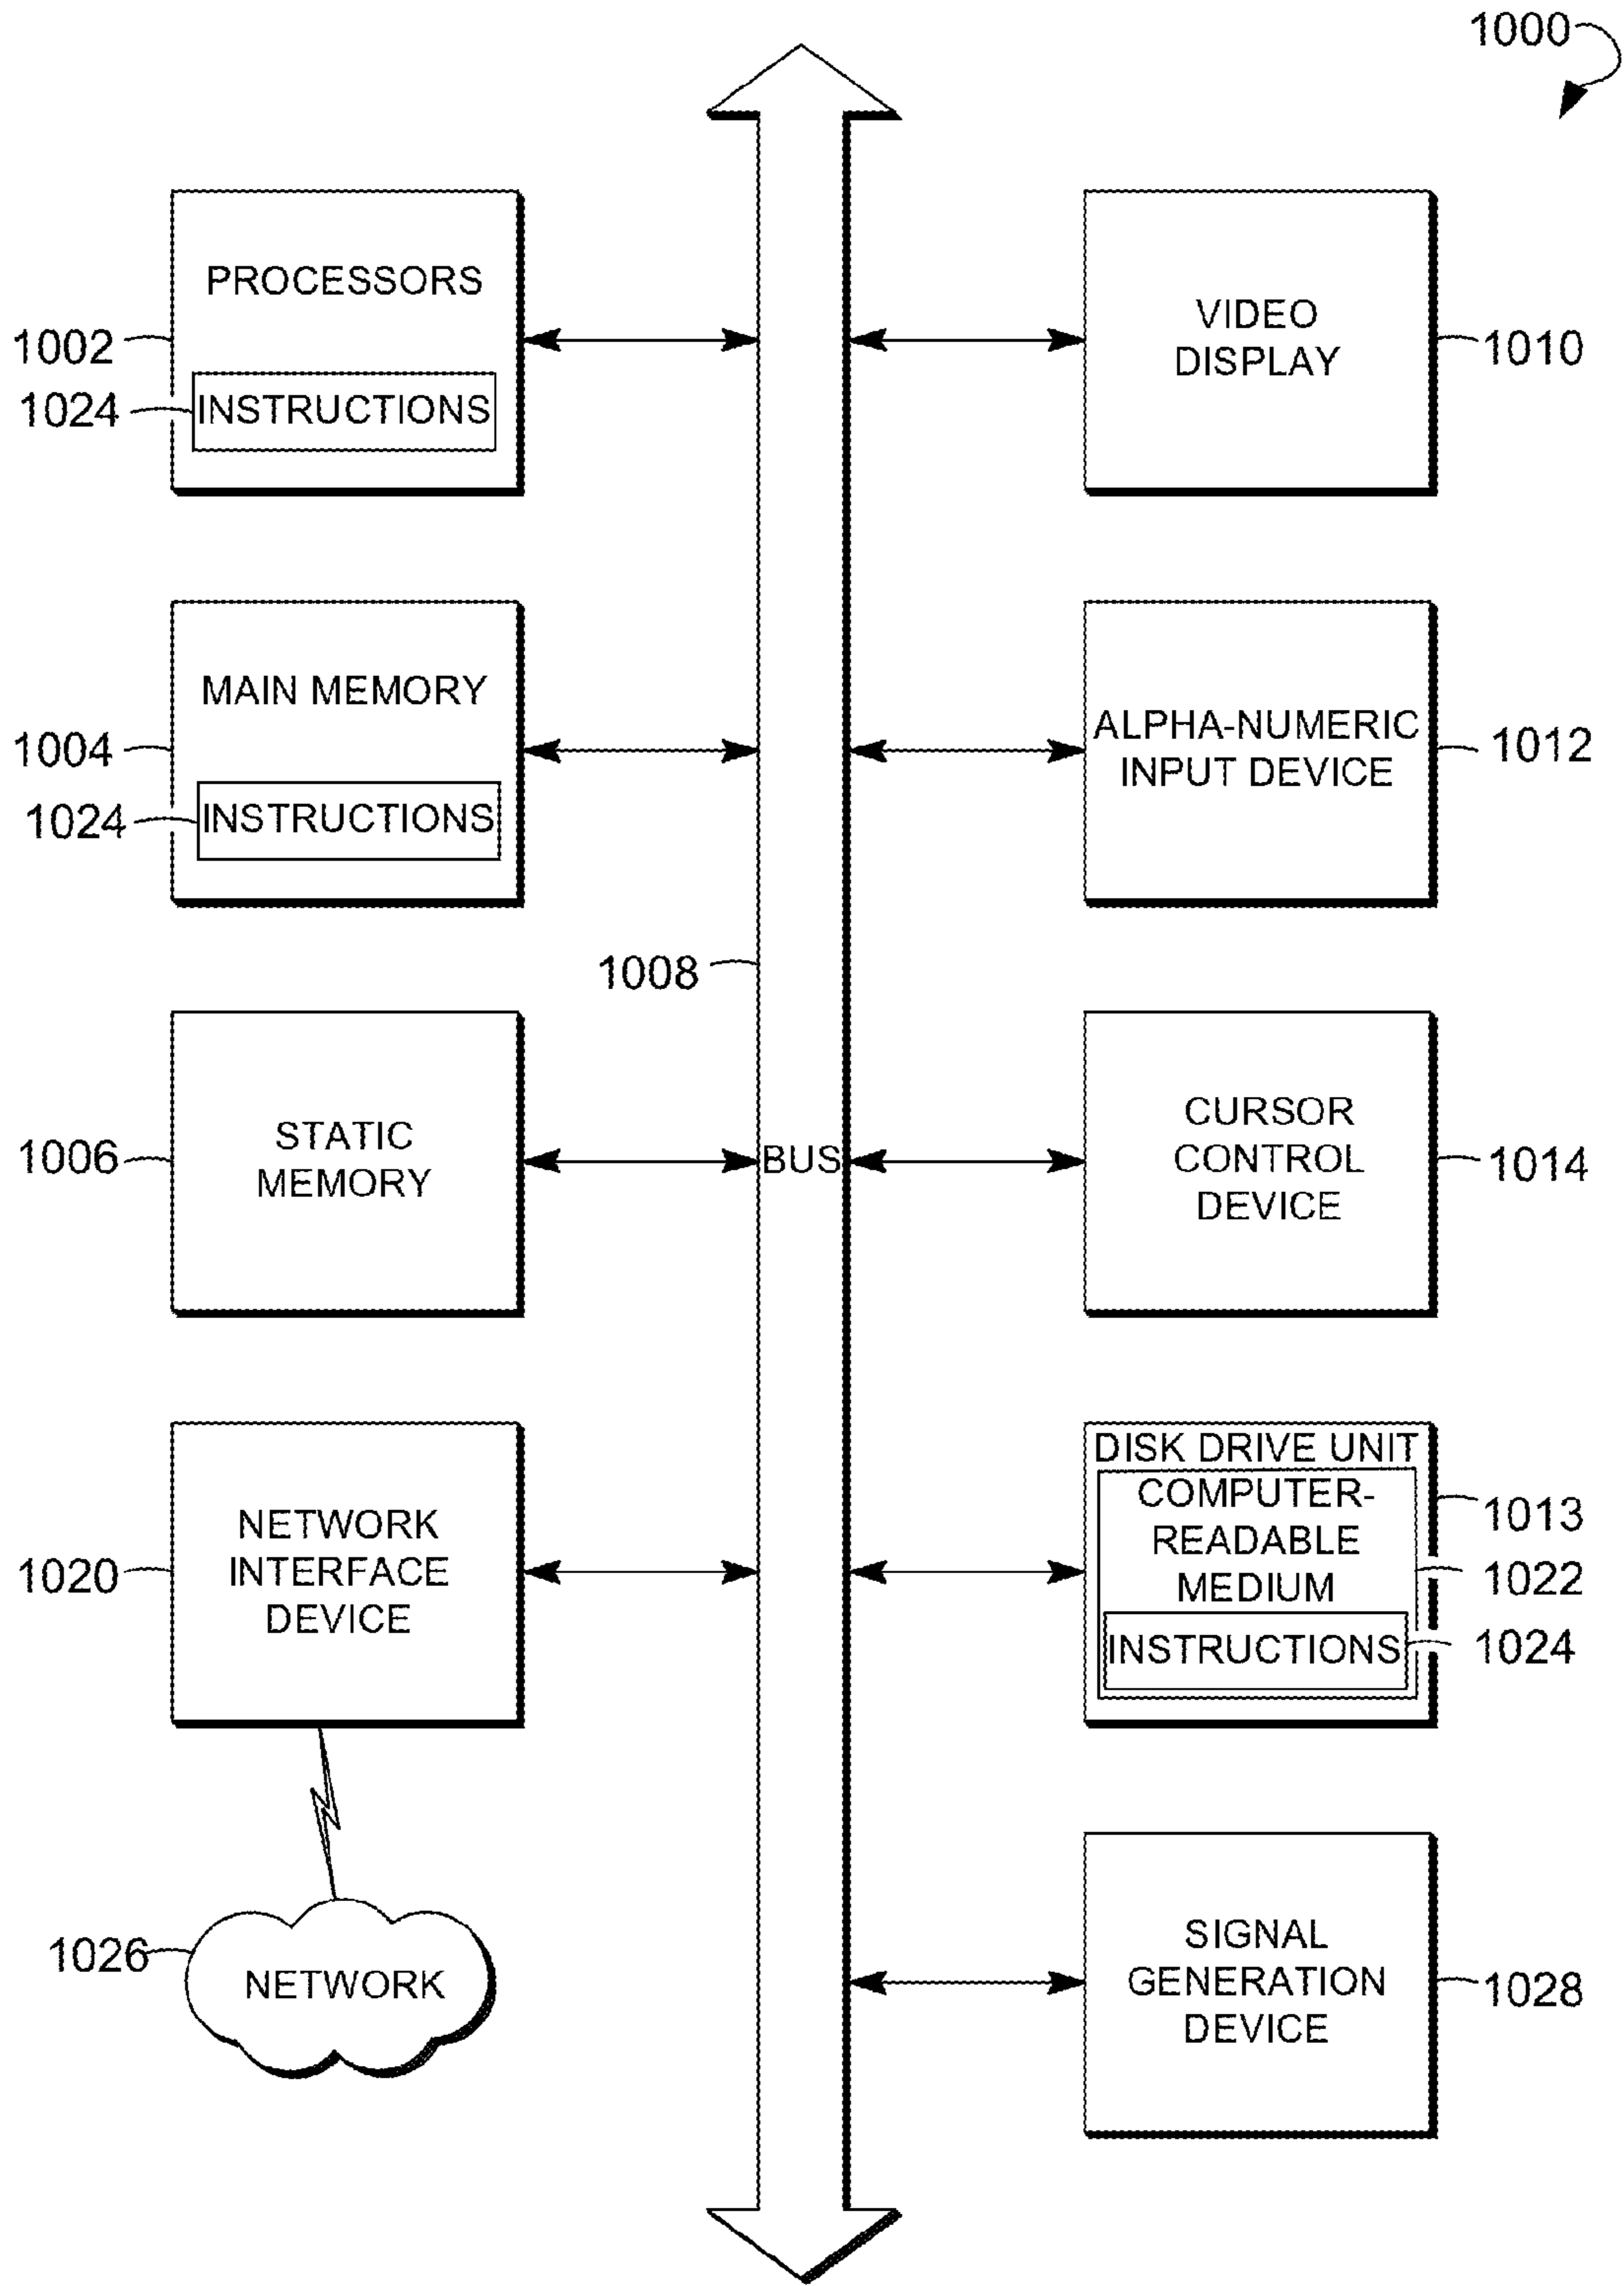 1000
PROCESSORS
1002
1024
INSTRUCTIONS
VIDEO
DISPLAY
1010
MAIN MEMORY
1004
1024
INSTRUCTIONS
ALPHA-NUMERIC
INPUT DEVICE
1012
1008
STATIC
MEMORY
1006
BUS
CURSOR
CONTROL
DEVICE
1014
NETWORK
INTERFACE
DEVICE
1020
DISK DRIVE UNIT
COMPUTER-
READABLE
MEDIUM
INSTRUCTIONS
1013
1022
1024
1026
NETWORK
SIGNAL
GENERATION
DEVICE
1028